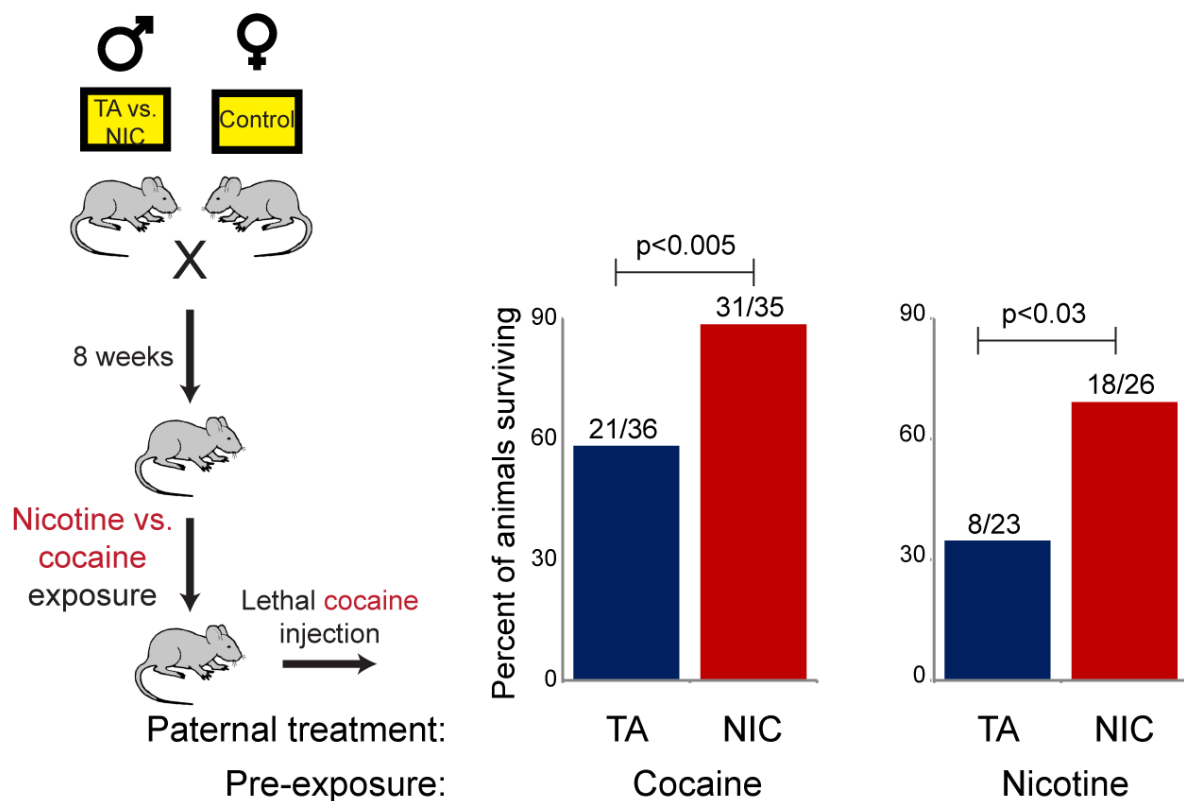 TA vs.
NIC
Control
X
8 weeks
Nicotine vs.
cocaine
exposure
Lethal cocaine
injection
Percent of animals surviving
90
60
30
0
p<0.005
21/36
31/35
90
60
30
0
p<0.03
8/23
18/26
Paternal treatment: TA NIC TA NIC
Pre-exposure: Cocaine Nicotine